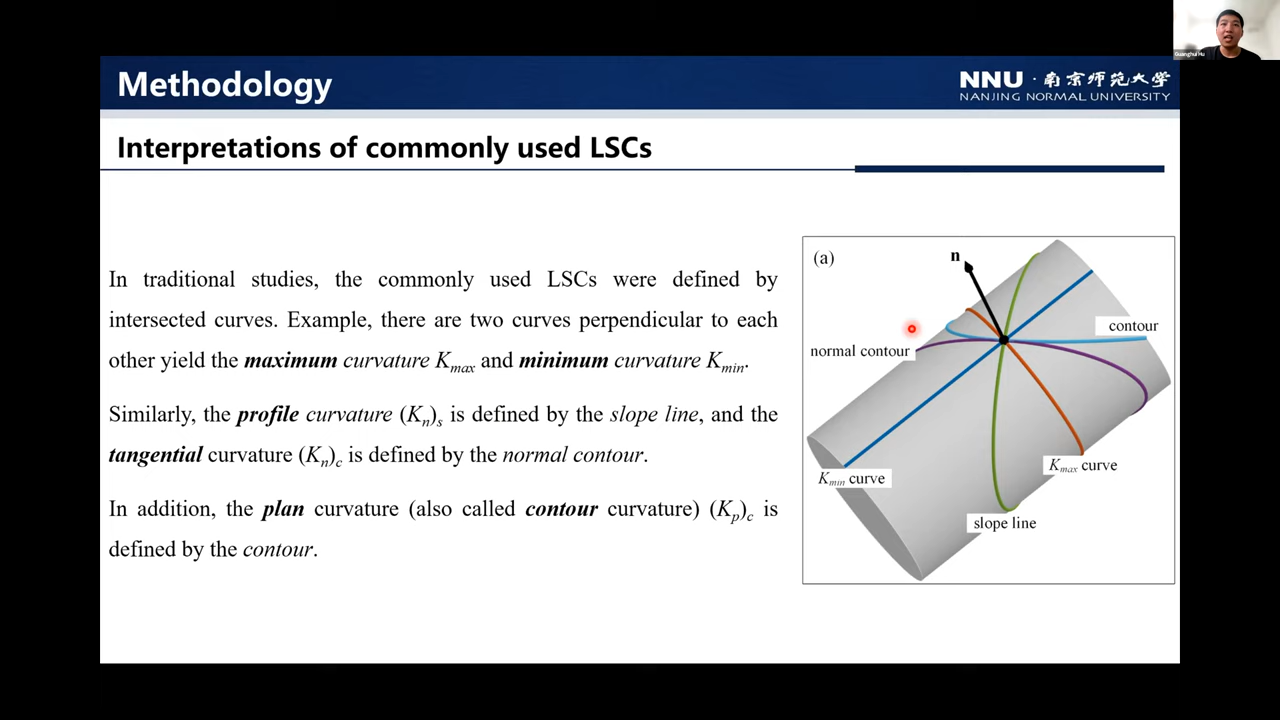 Guanghui Hu
Methodology
NNU · 南京师范大学
NANJING NORMAL UNIVERSITY
Interpretations of commonly used LSCs
In traditional studies, the commonly used LSCs were defined by
intersected curves. Example, there are two curves perpendicular to each
other yield the maximum curvature Kmax and minimum curvature Kmin.
Similarly, the profile curvature (Kn)s is defined by the slope line, and the
tangential curvature (Kn)c is defined by the normal contour.
In addition, the plan curvature (also called contour curvature) (Kp)c is
defined by the contour.
(a)
n
contour
normal contour
Kmin curve
Kmax curve
slope line